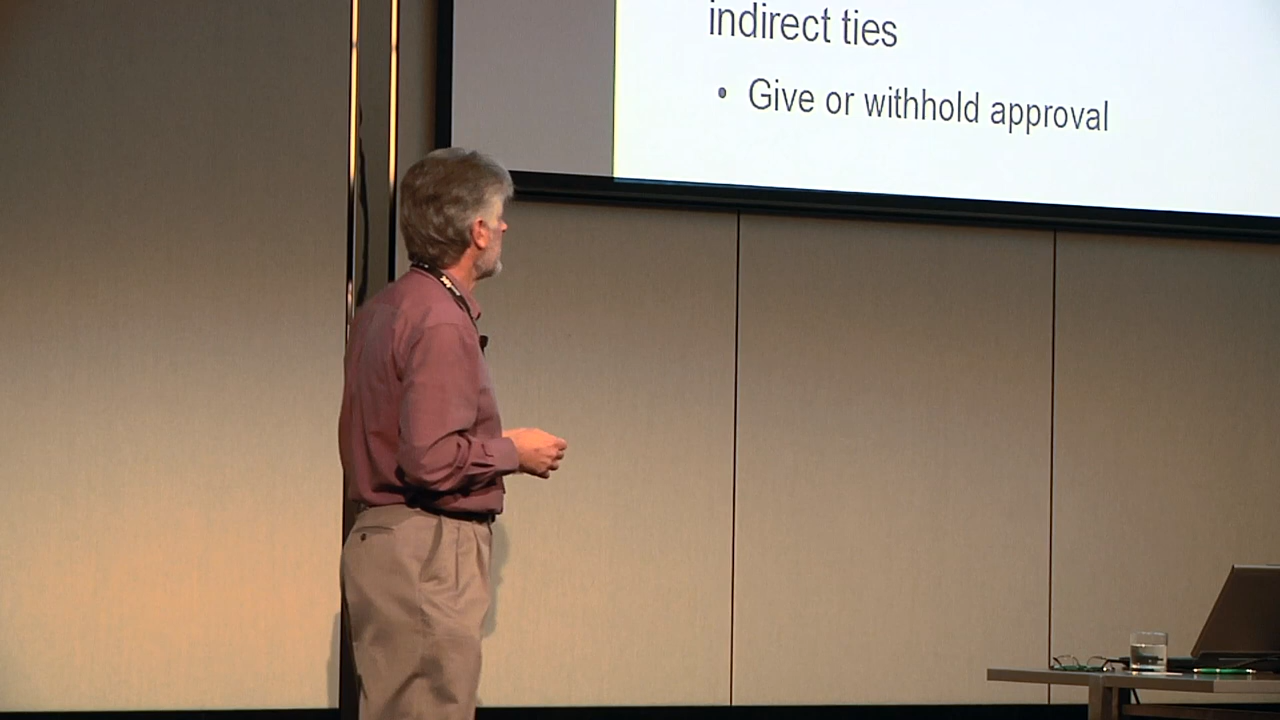 indirect ties
• Give or withhold approval